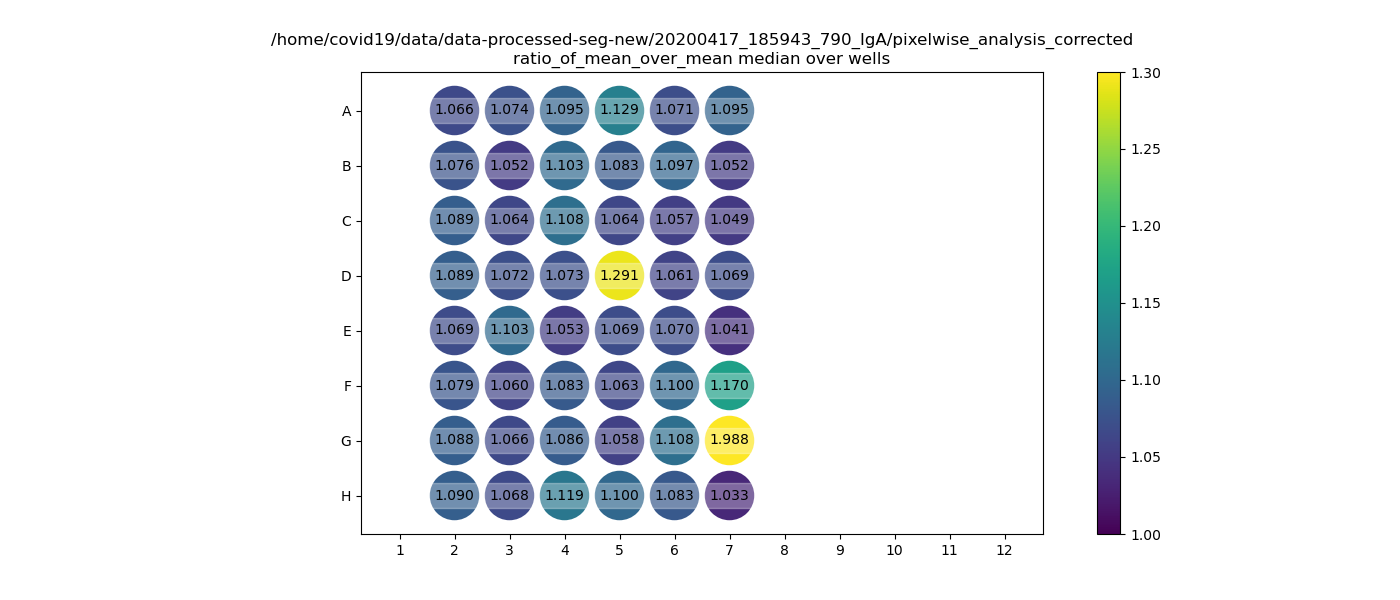 /home/covid19/data/data-processed-seg-new/20200417_185943_790_IgA/pixelwise_analysis_corrected
ratio_of_mean_over_mean median over wells
A 1.066 1.074 1.095 1.129 1.071 1.095
B 1.076 1.052 1.103 1.083 1.097 1.052
C 1.089 1.064 1.108 1.064 1.057 1.049
D 1.089 1.072 1.073 1.291 1.061 1.069
E 1.069 1.103 1.053 1.069 1.070 1.041
F 1.079 1.060 1.083 1.063 1.100 1.170
G 1.088 1.066 1.086 1.058 1.108 1.988
H 1.090 1.068 1.119 1.100 1.083 1.033
1 2 3 4 5 6 7 8 9 10 11 12
1.30
1.25
1.20
1.15
1.10
1.05
1.00